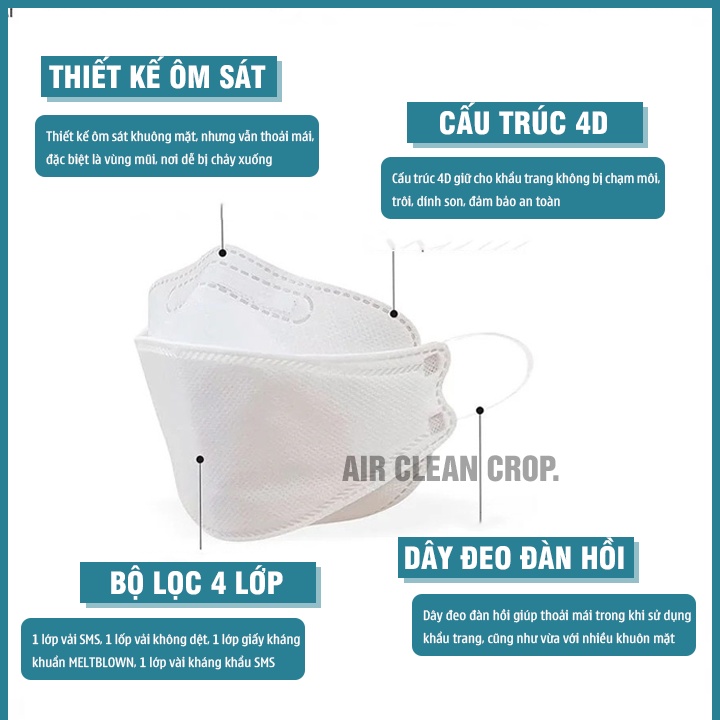 THIẾT KẾ ÔM SÁT
Thiết kế ôm sát khuông mặt, nhưng vẫn thoải mái,
đặc biệt là vùng mũi, nơi dễ bị chảy xuống
CẤU TRÚC 4D
Cấu trúc 4D giữ cho khẩu trang không bị chạm môi,
trôi, dính son, đảm bảo an toàn
AIR CLEAN CROP.
BỘ LỌC 4 LỚP
1 lớp vải SMS, 1 lốp vải không dệt, 1 lớp giấy kháng
khuẩn MELTBLOWN, 1 lớp vài kháng khẩu SMS
DÂY ĐEO ĐÀN HỒI
Dây đeo đàn hồi giúp thoải mái trong khi sử dụng
khẩu trang, cũng như vừa với nhiều khuôn mặt